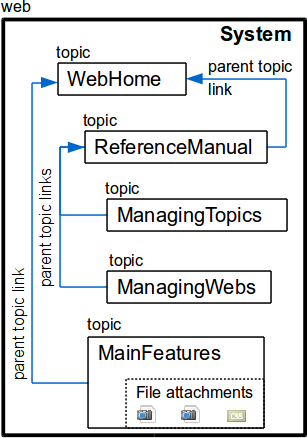 web
System
topic
WebHome
parent topic
link
topic
ReferenceManual
parent topic links
topic
ManagingTopics
topic
ManagingWebs
parent topic link
topic
MainFeatures
File attachments
CSS